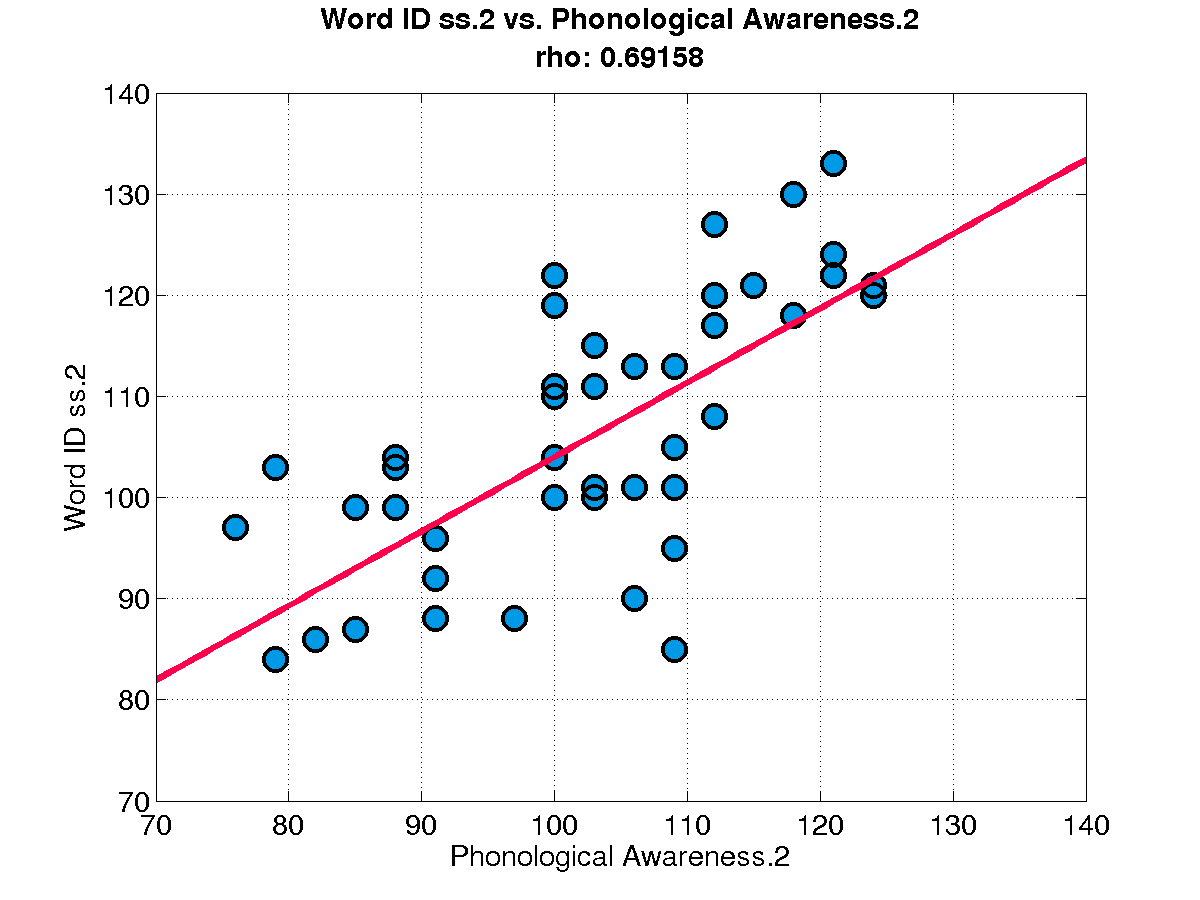 Word ID ss.2 vs. Phonological Awareness.2
rho: 0.69158
140
130
120
110
100
90
80
70
Word ID ss.2
70 80 90 100 110 120 130 140
Phonological Awareness.2